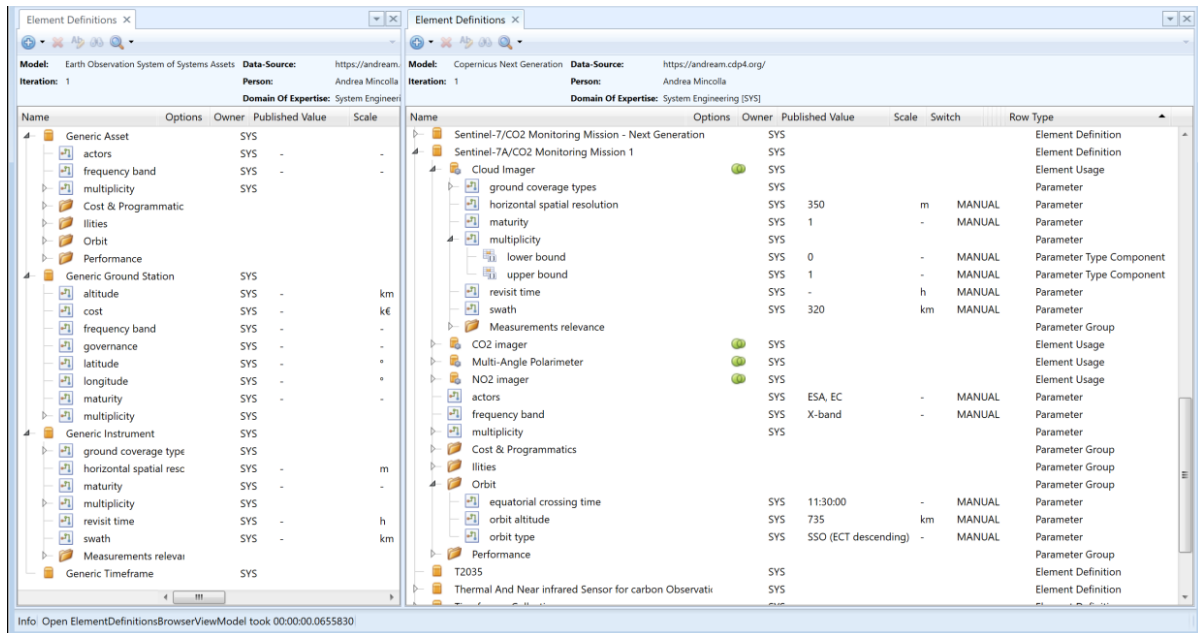 Element Definitions
Model: Earth Observation System of Systems Assets Data-Source: https://andream.
Iteration: 1 Person: Andrea Mincolla
Domain Of Expertise: System Engineeri
Name Options Owner Published Value Scale
Generic Asset SYS
actors SYS - -
frequency band SYS - -
multiplicity SYS
Cost & Programmatic
Ilities
Orbit
Performance
Generic Ground Station SYS
altitude SYS - km
cost SYS - k€
frequency band SYS - -
governance SYS - -
latitude SYS - °
longitude SYS - °
maturity SYS - -
multiplicity SYS
Generic Instrument SYS
ground coverage type SYS
horizontal spatial resc SYS - m
maturity SYS - -
multiplicity SYS
revisit time SYS - h
swath SYS - km
Measurements relevai
Generic Timeframe SYS
Element Definitions
Model: Copernicus Next Generation Data-Source: https://andream.cdp4.org/
Iteration: 1 Person: Andrea Mincolla
Domain Of Expertise: System Engineering [SYS]
Name Options Owner Published Value Scale Switch Row Type
Sentinel-7/CO2 Monitoring Mission - Next Generation SYS Element Definition
Sentinel-7A/CO2 Monitoring Mission 1 SYS Element Definition
Cloud Imager SYS Element Usage
ground coverage types SYS Parameter
horizontal spatial resolution SYS 350 m MANUAL Parameter
maturity SYS 1 - MANUAL Parameter
multiplicity SYS Parameter
lower bound SYS 0 - MANUAL Parameter Type Component
upper bound SYS 1 - MANUAL Parameter Type Component
revisit time SYS - h MANUAL Parameter
swath SYS 320 km MANUAL Parameter
Measurements relevance Parameter Group
CO2 imager SYS Element Usage
Multi-Angle Polarimeter SYS Element Usage
NO2 imager SYS Element Usage
actors SYS ESA, EC - MANUAL Parameter
frequency band SYS X-band - MANUAL Parameter
multiplicity SYS Parameter
Cost & Programmatics Parameter Group
Ilities Parameter Group
Orbit Parameter Group
equatorial crossing time SYS 11:30:00 - MANUAL Parameter
orbit altitude SYS 735 km MANUAL Parameter
orbit type SYS SSO (ECT descending) - MANUAL Parameter
Performance Parameter Group
T2035 SYS Element Definition
Thermal And Near infrared Sensor for carbon Observatic SYS Element Definition
Info Open ElementDefinitionsBrowserViewModel took 00:00:00.0655830